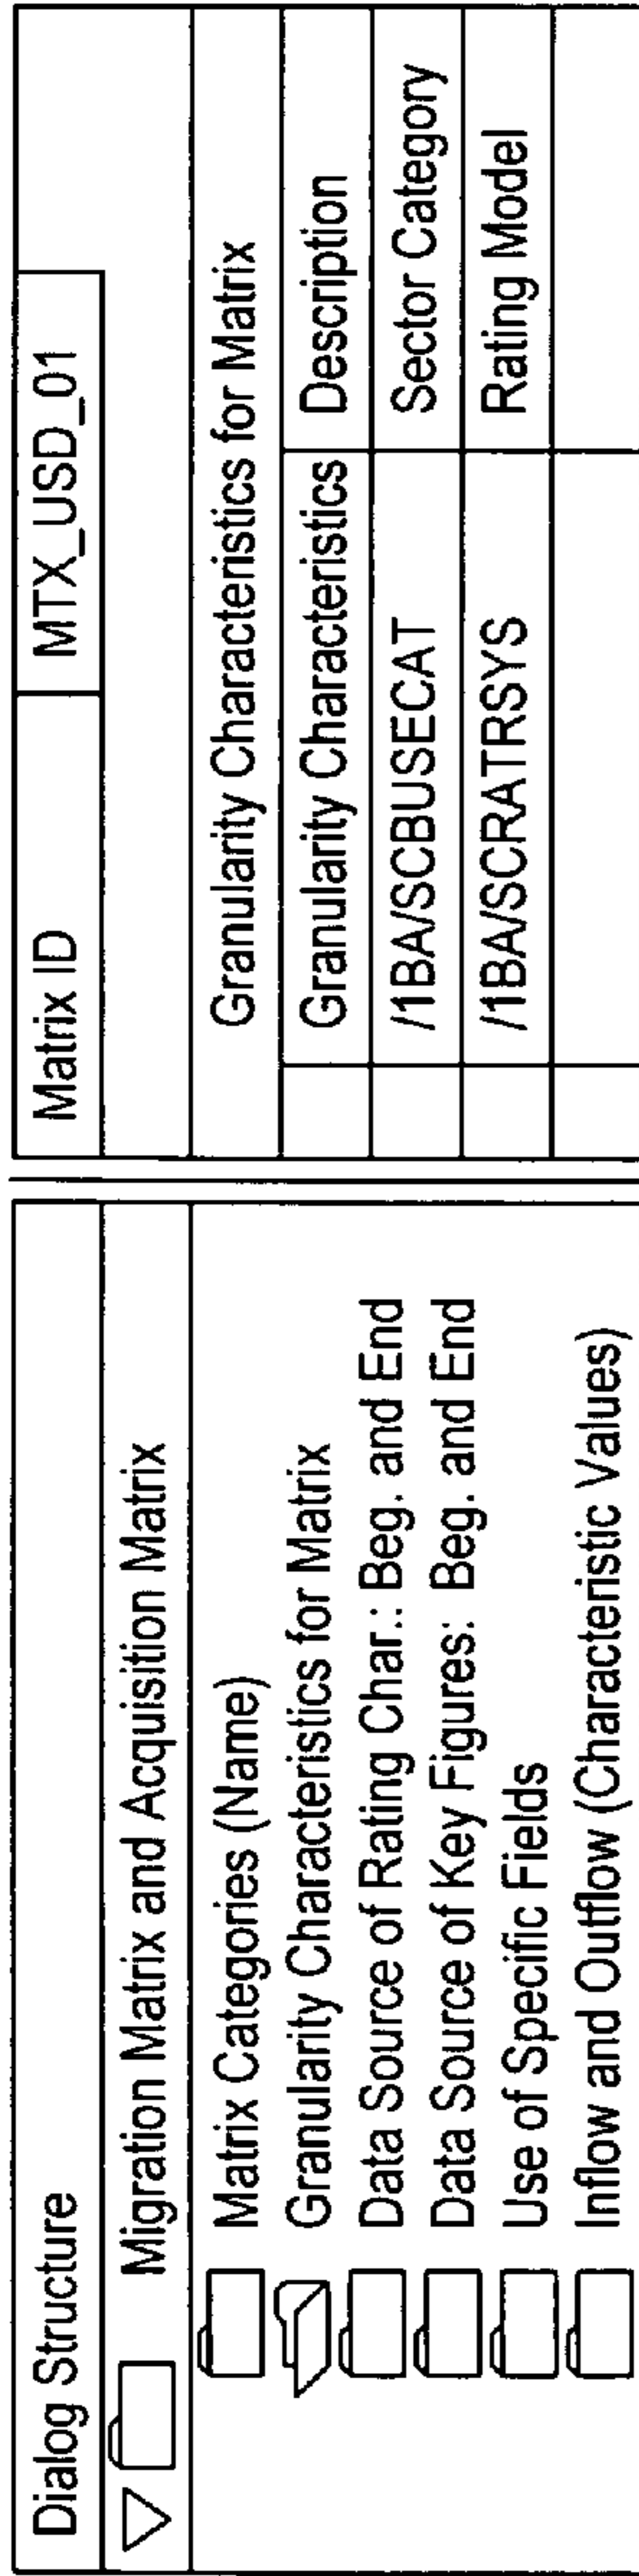 Dialog Structure
Migration Matrix and Acquisition Matrix
Matrix Categories (Name)
Granularity Characteristics for Matrix
Data Source of Rating Char.: Beg. and End
Data Source of Key Figures: Beg. and End
Use of Specific Fields
Inflow and Outflow (Characteristic Values)
Matrix ID MTX_USD_01
Granularity Characteristics for Matrix
Granularity Characteristics Description
/1BA/SCBUSECAT Sector Category
/1BA/SCRATRSYS Rating Model